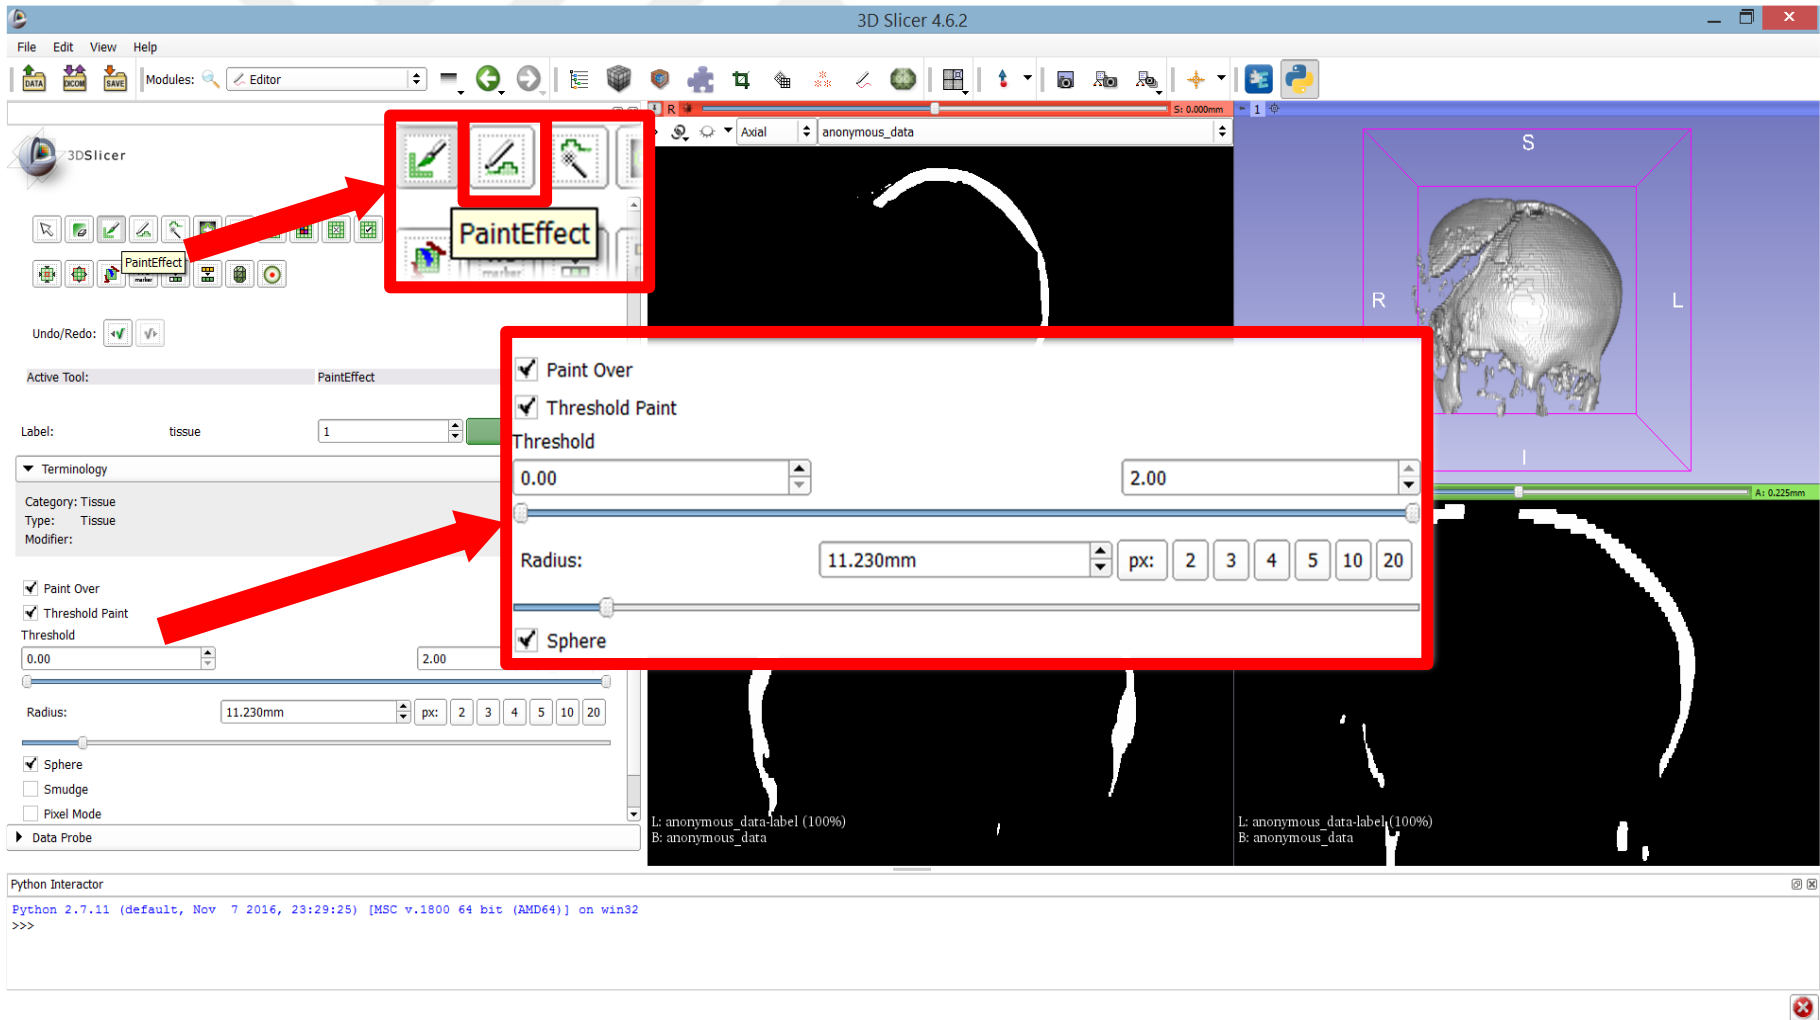 3D Slicer 4.6.2
File Edit View Help
DATA DICOM SAVE Modules: Editor
R S: 0.000mm 1
Axial anonymous_data
3DSlicer
PaintEffect
marker
PaintEffect
S
R L
I
Undo/Redo:
Active Tool: PaintEffect
Label: tissue 1
Terminology
Category: Tissue
Type: Tissue
Modifier:
Paint Over
Threshold Paint
Threshold
0.00 2.00
Radius: 11.230mm px: 2 3 4 5 10 20
Sphere
A: 0.225mm
Paint Over
Threshold Paint
Threshold
0.00 2.00
Radius: 11.230mm px: 2 3 4 5 10 20
Sphere
Smudge
Pixel Mode
Data Probe
L: anonymous_data-label (100%)
B: anonymous_data
L: anonymous_data-label (100%)
B: anonymous_data
Python Interactor
Python 2.7.11 (default, Nov 7 2016, 23:29:25) [MSC v.1800 64 bit (AMD64)] on win32
>>>